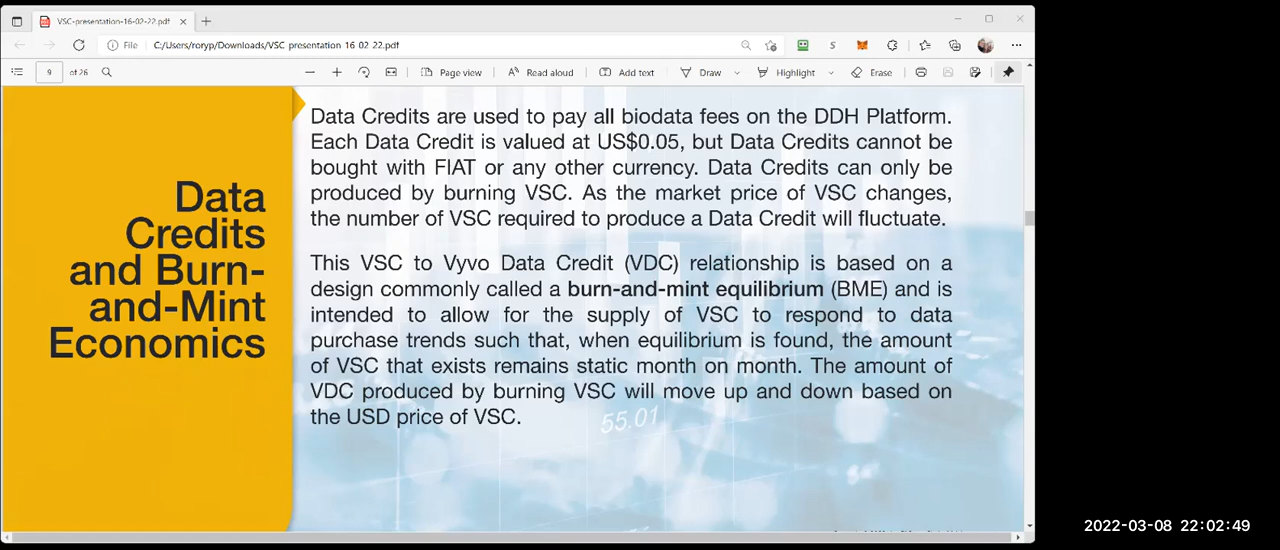 VSC-presentation-16-02-22.pdf
File
C:/Users/roryp/Downloads/VSC presentation 16 02 22.pdf
9 of 26
Page view
Read aloud
Add text
Draw
Highlight
Erase
Data
Credits
and Burn-
and-Mint
Economics
Data Credits are used to pay all biodata fees on the DDH Platform.
Each Data Credit is valued at US$0.05, but Data Credits cannot be
bought with FIAT or any other currency. Data Credits can only be
produced by burning VSC. As the market price of VSC changes,
the number of VSC required to produce a Data Credit will fluctuate.
This VSC to Vyvo Data Credit (VDC) relationship is based on a
design commonly called a burn-and-mint equilibrium (BME) and is
intended to allow for the supply of VSC to respond to data
purchase trends such that, when equilibrium is found, the amount
of VSC that exists remains static month on month. The amount of
VDC produced by burning VSC will move up and down based on
the USD price of VSC.
55.01
2022-03-08 22:02:49